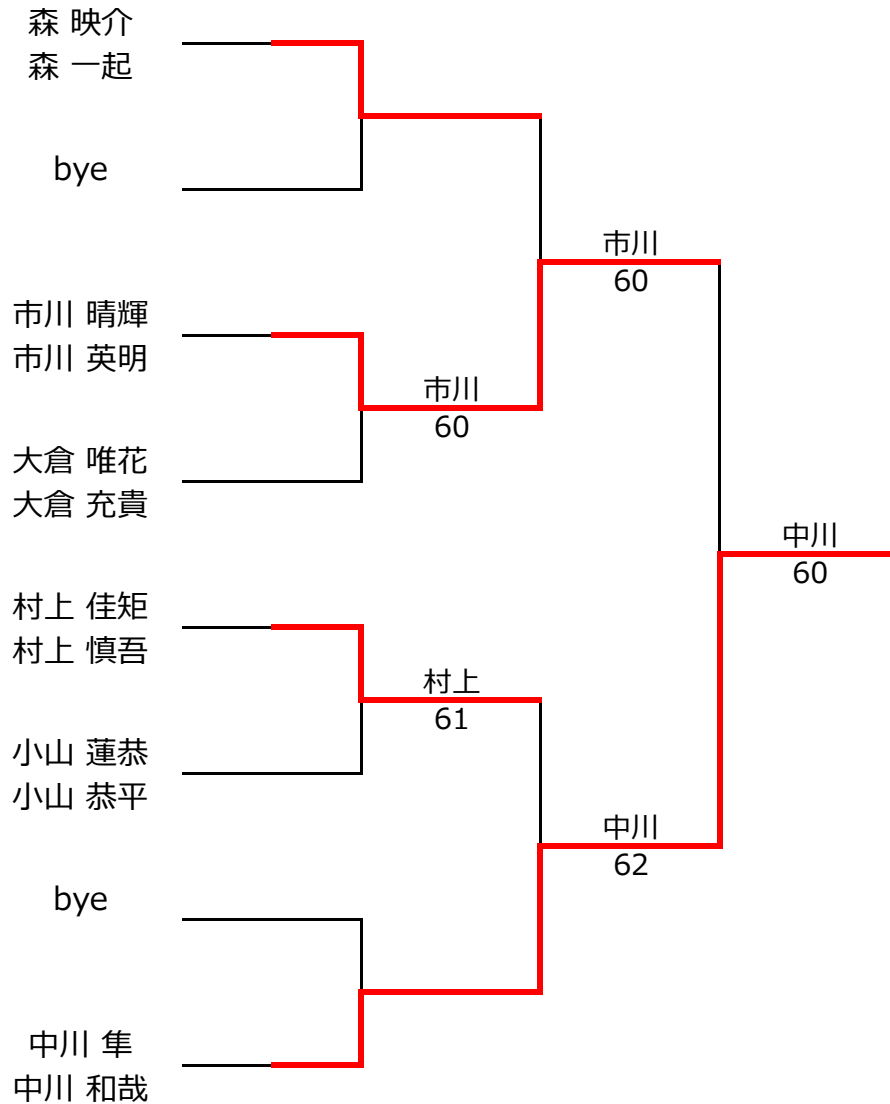 森 映介
森 一起
bye
市川 晴輝
市川 英明
大倉 唯花
大倉 充貴
村上 佳矩
村上 慎吾
小山 蓮恭
小山 恭平
bye
中川 隼
中川 和哉
市川
60
村上
61
市川
60
中川
62
中川
60